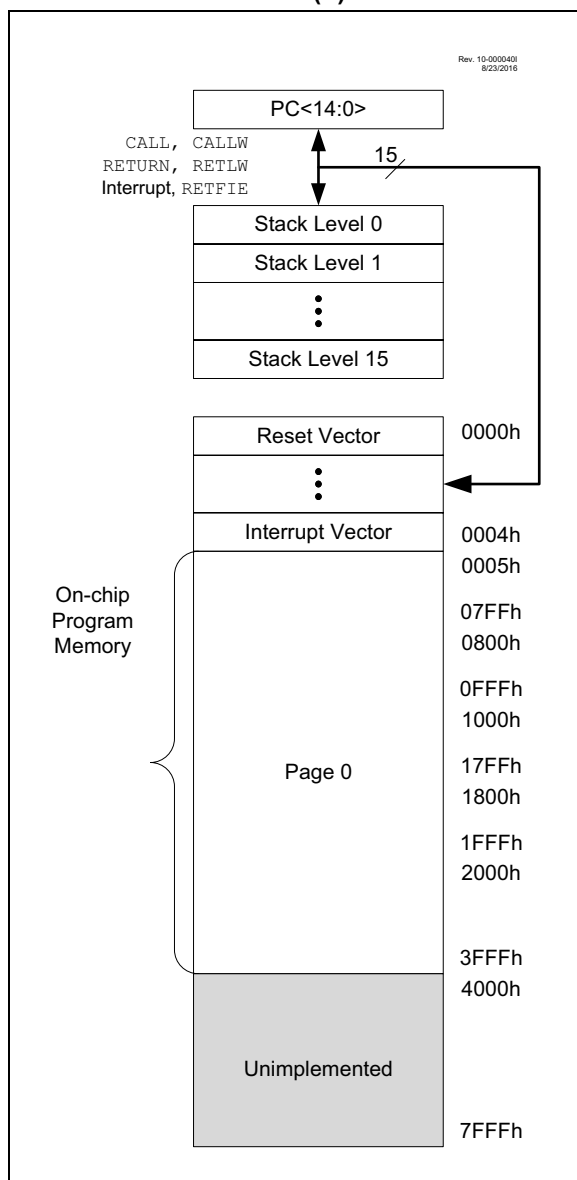 Rev. 10-000040I
8/23/2016
PC<14:0>
CALL, CALLW
RETURN, RETLW
Interrupt, RETFIE
15
Stack Level 0
Stack Level 1
Stack Level 15
Reset Vector
0000h
Interrupt Vector
0004h
0005h
On-chip
Program
Memory
07FFh
0800h
0FFFh
1000h
Page 0
17FFh
1800h
1FFFh
2000h
3FFFh
4000h
Unimplemented
7FFFh